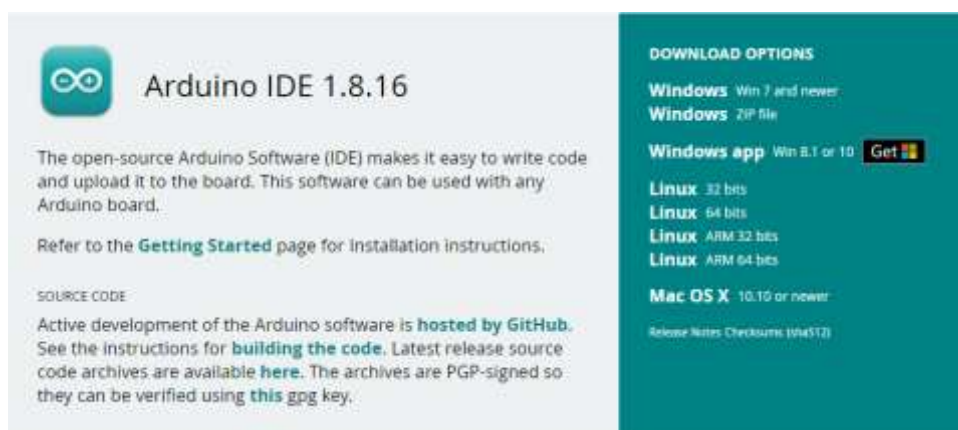 Arduino IDE 1.8.16
The open-source Arduino Software (IDE) makes it easy to write code
and upload it to the board. This software can be used with any
Arduino board.
Refer to the Getting Started page for Installation instructions.
SOURCE CODE
Active development of the Arduino software is hosted by GitHub.
See the instructions for building the code. Latest release source
code archives are available here. The archives are PGP-signed so
they can be verified using this gpg key.
DOWNLOAD OPTIONS
Windows Win 7 and newer
Windows ZIP file
Windows app Win 8.1 or 10 Get
Linux 32 bits
Linux 64 bits
Linux ARM 32 bits
Linux ARM 64 bits
Mac OS X 10.10 or newer
Release Notes Checksums (sha512)